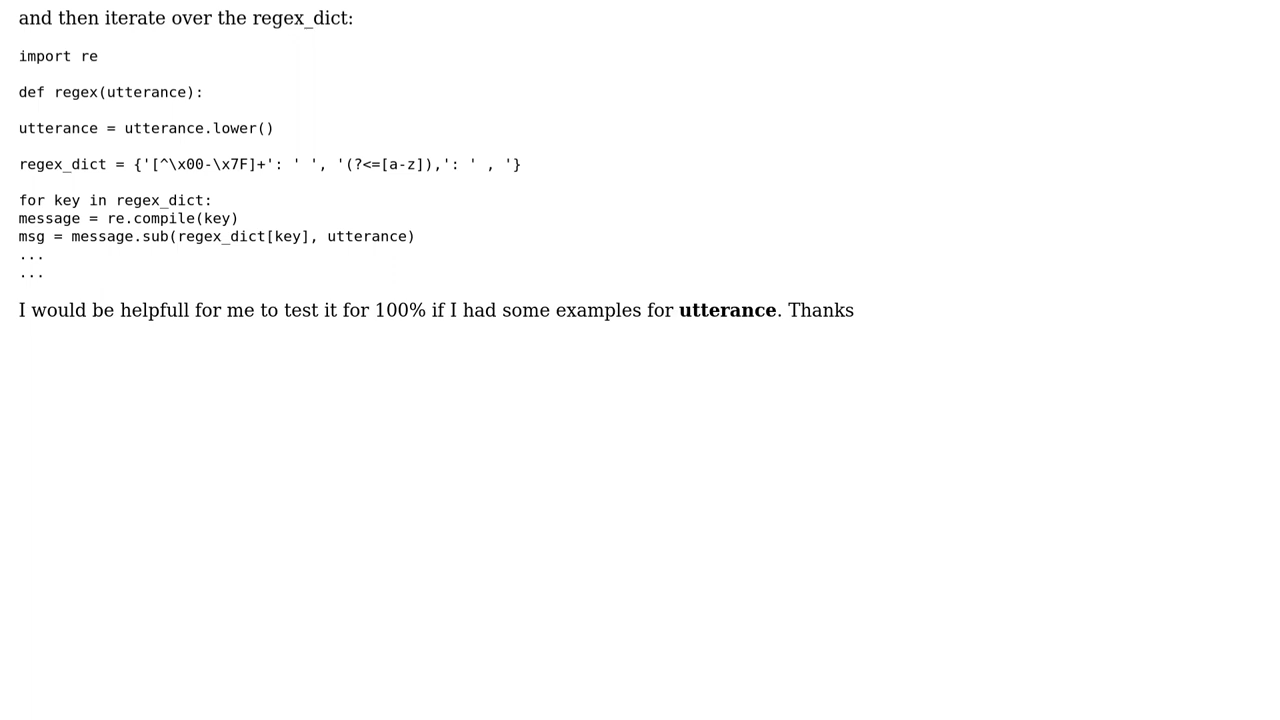 and then iterate over the regex_dict:
import re
def regex(utterance):
utterance = utterance.lower()
regex_dict = {'[^\x00-\x7F]+': ' ', '(?<=[a-z]),': ' , '}
for key in regex_dict:
message = re.compile(key)
msg = message.sub(regex_dict[key], utterance)
...
...
I would be helpfull for me to test it for 100% if I had some examples for utterance. Thanks